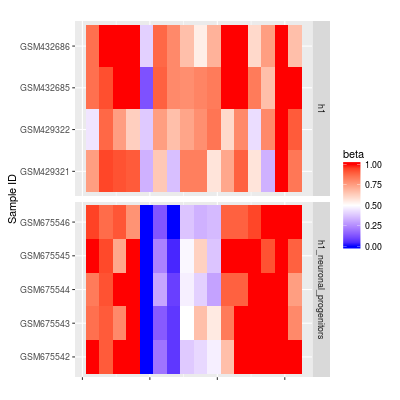 Sample ID
GSM432686
GSM432685
GSM429322
GSM429321
h1
GSM675546
GSM675545
GSM675544
GSM675543
GSM675542
h1_neuronal_progenitors
beta
1.00
0.75
0.50
0.25
0.00